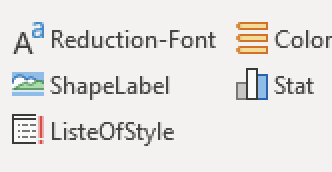 Reduction-Font Color
ShapeLabel Stat
ListeOfStyle